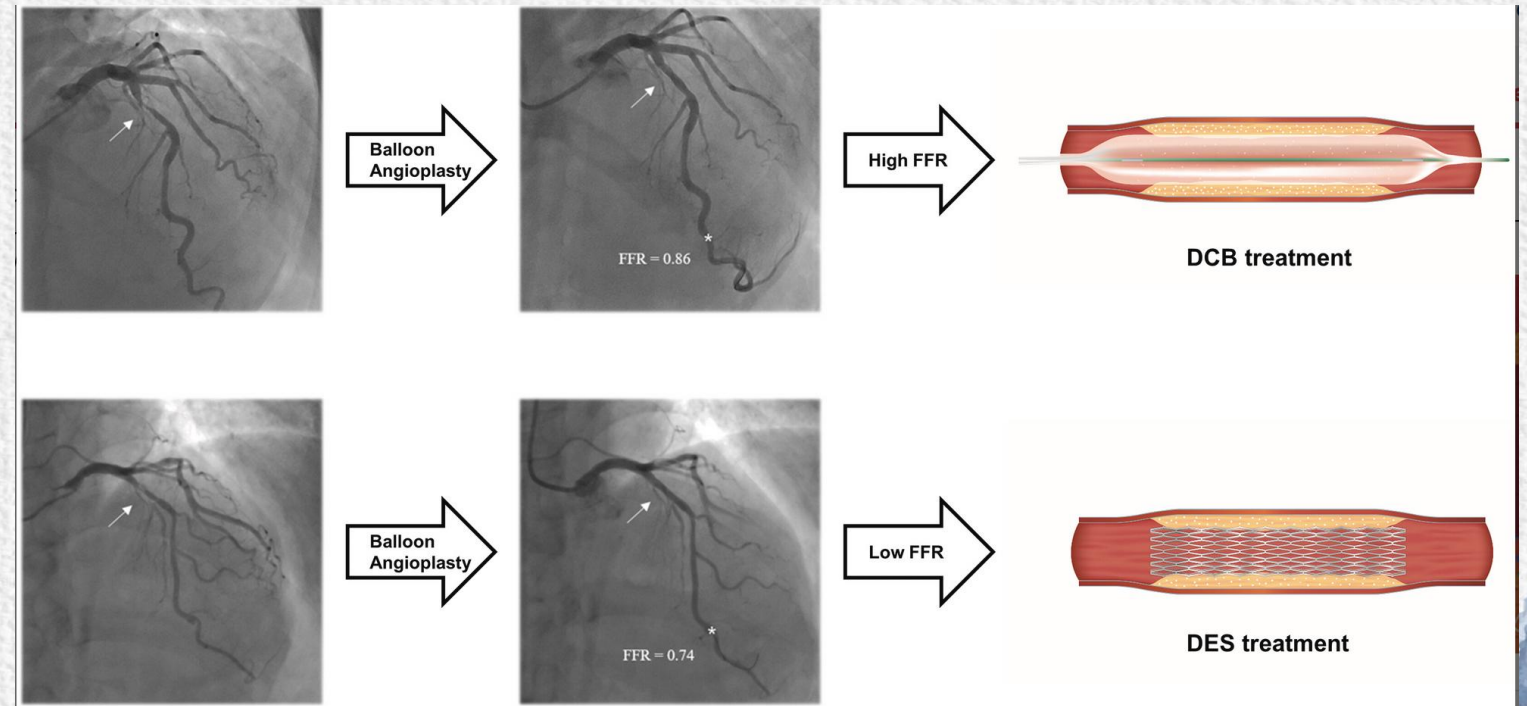 Balloon
Angioplasty
*
FFR = 0.86
High FFR
DCB treatment
Balloon
Angioplasty
*
FFR = 0.74
Low FFR
DES treatment